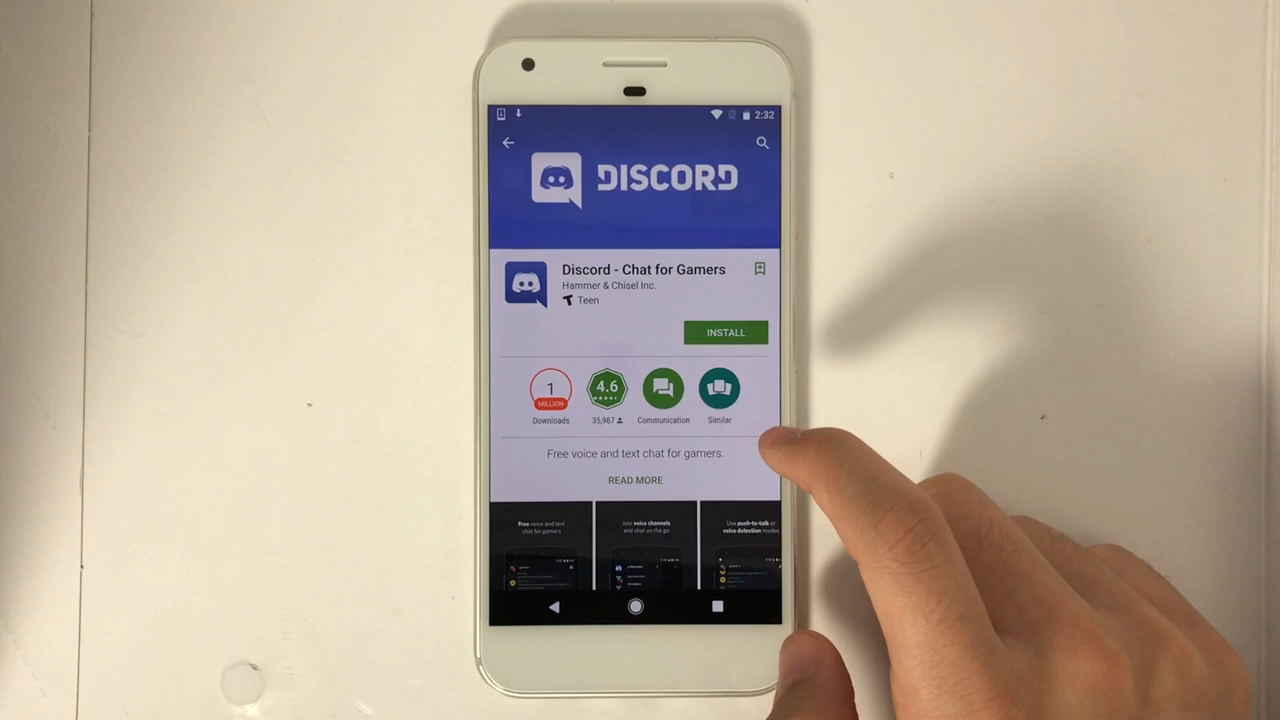 2:32
DISCORD
Discord - Chat for Gamers
Hammer & Chisel Inc.
Teen
INSTALL
1
MILLION
4.6
Downloads
35,967
Communication
Similar
Free voice and text chat for gamers.
READ MORE
Free voice and text
chat for gamers
Join voice channels
and chat on the go
Use push-to-talk or
voice detection modes